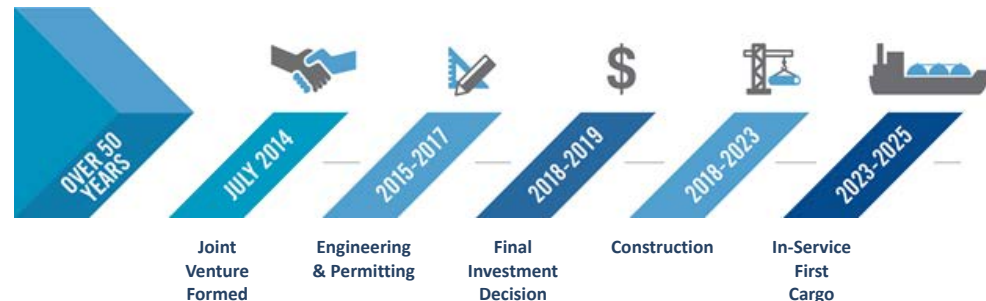 OVER 50
YEARS
JULY 2014
2015-2017
$
2018-2019
2018-2023
2023-2025
Joint
Venture
Formed
Engineering
& Permitting
Final
Investment
Decision
Construction
In-Service
First
Cargo